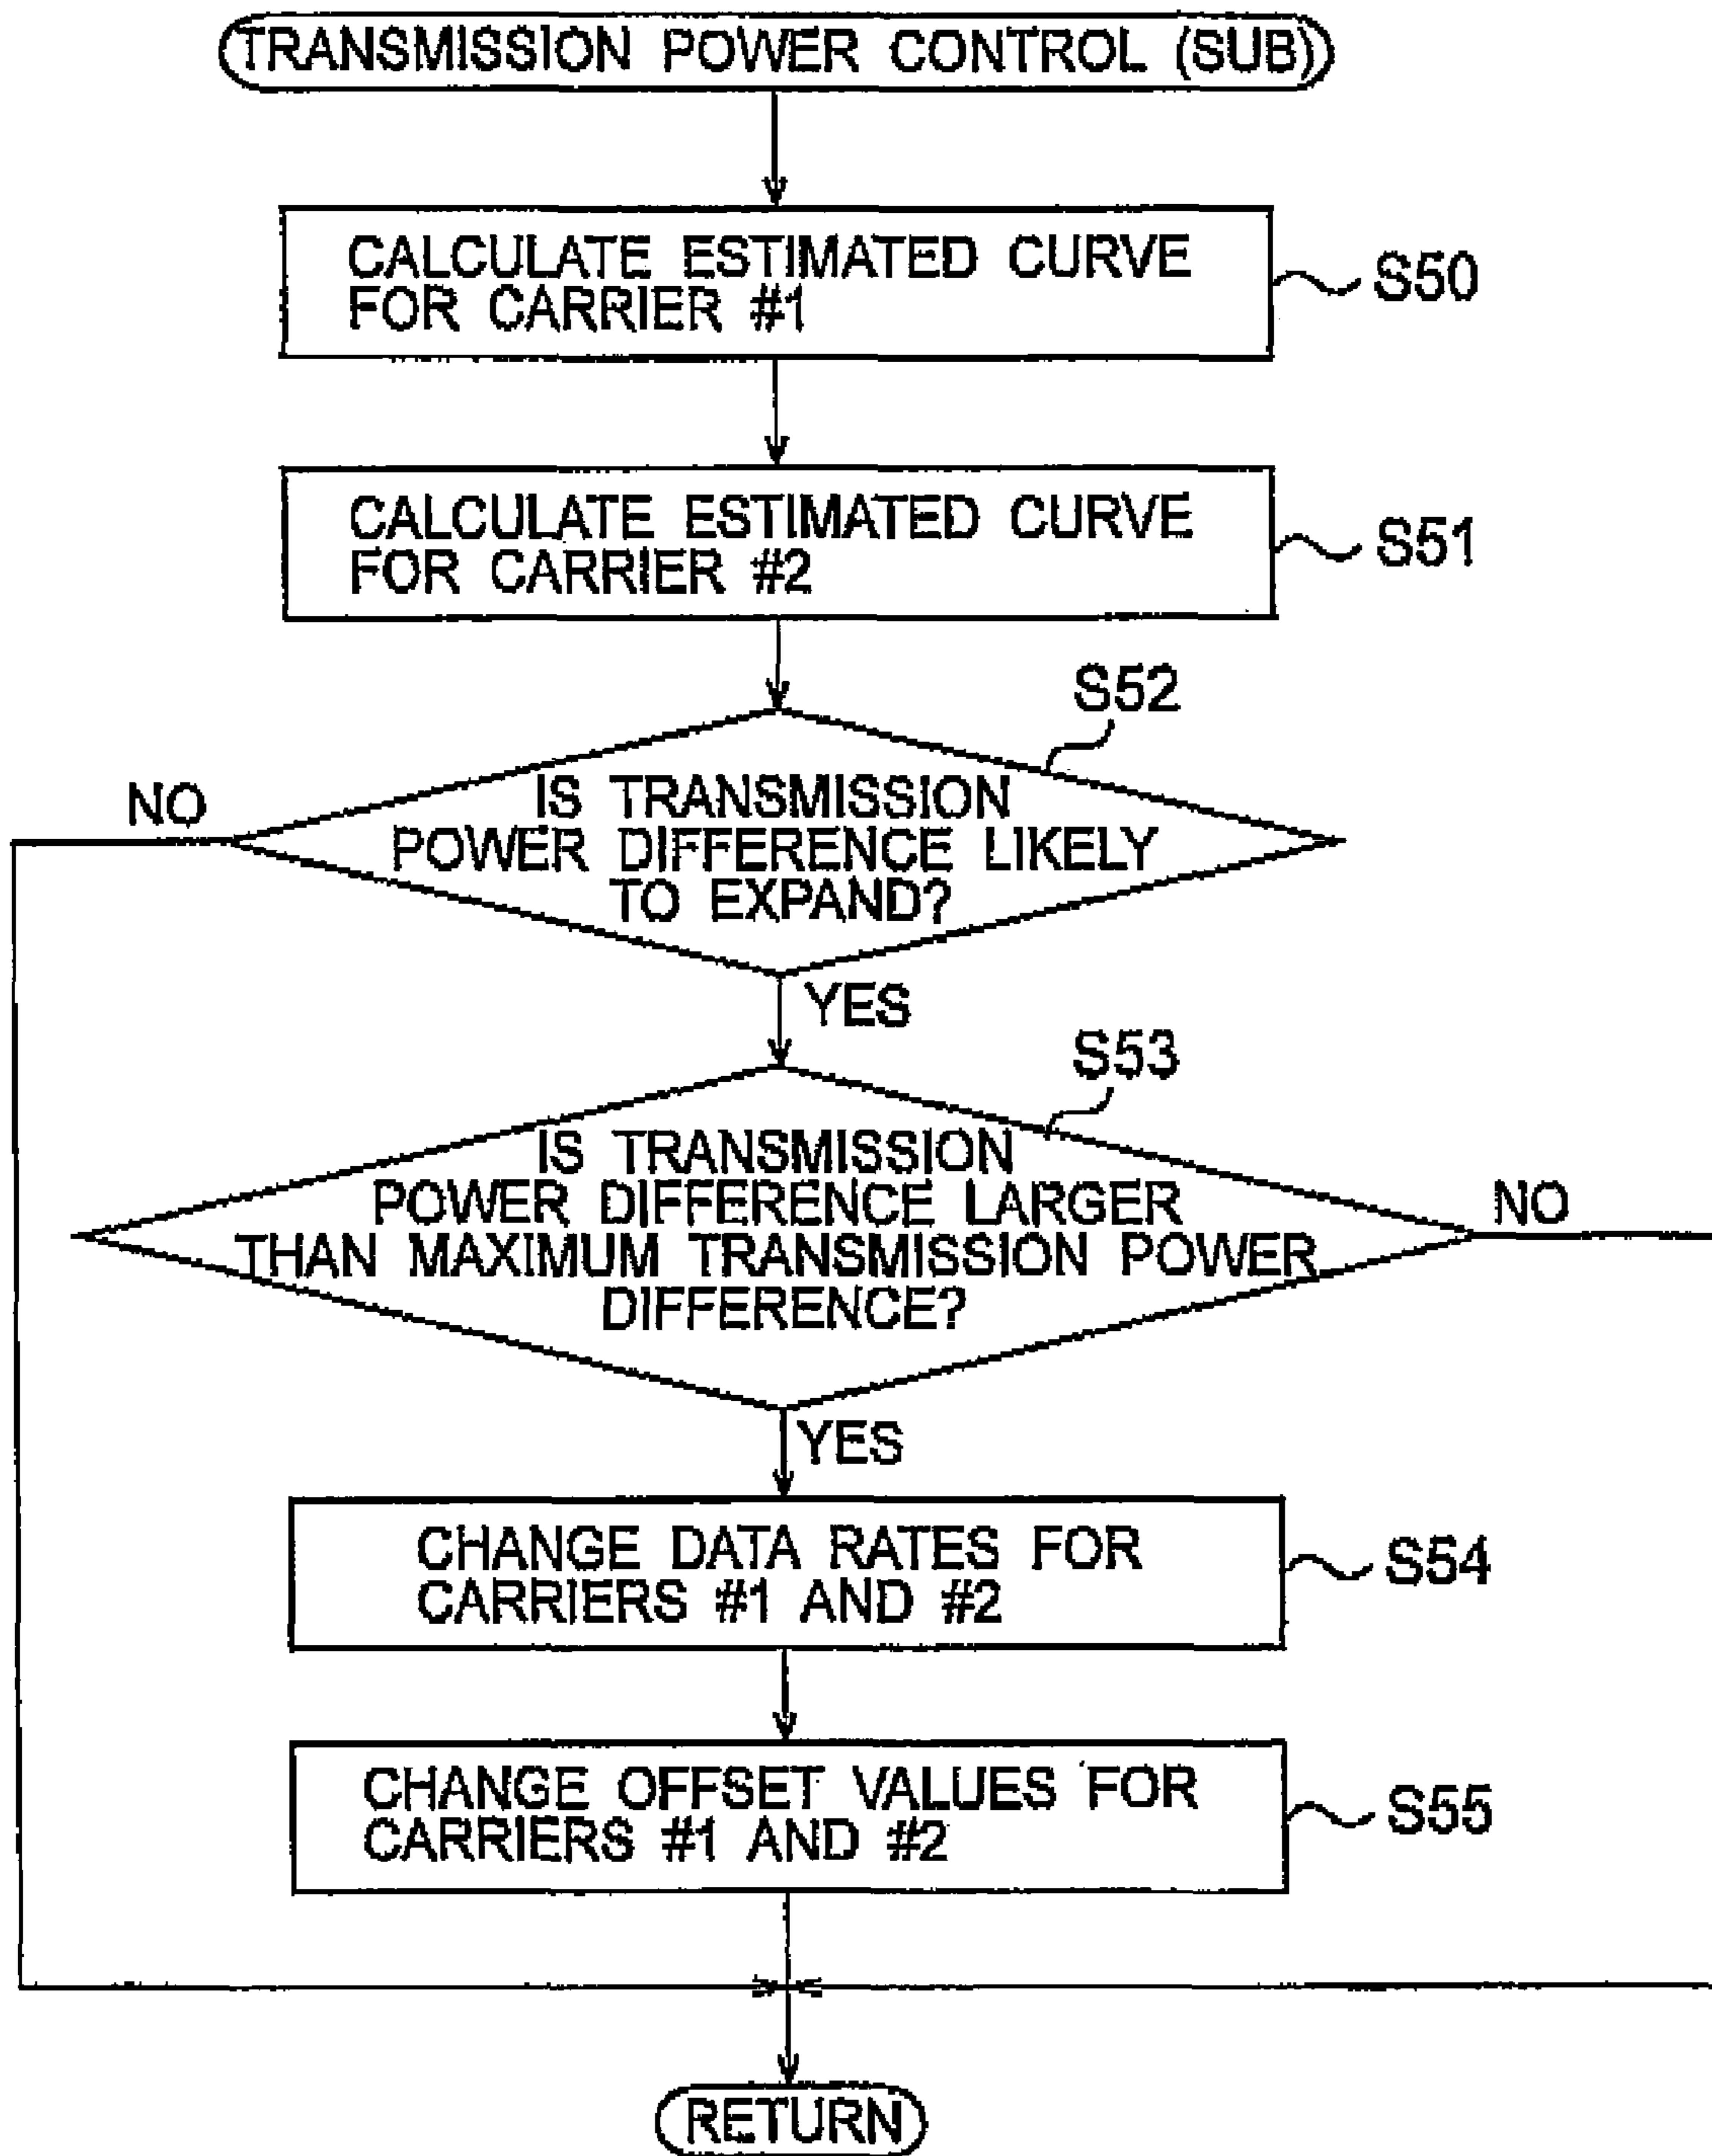 TRANSMISSION POWER CONTROL (SUB)
CALCULATE ESTIMATED CURVE
FOR CARRIER #1
S50
CALCULATE ESTIMATED CURVE
FOR CARRIER #2
S51
S52
NO
IS TRANSMISSION
POWER DIFFERENCE LIKELY
TO EXPAND?
YES
S53
IS TRANSMISSION
POWER DIFFERENCE LARGER
THAN MAXIMUM TRANSMISSION POWER
DIFFERENCE?
NO
YES
CHANGE DATA RATES FOR
CARRIERS #1 AND #2
S54
CHANGE OFFSET VALUES FOR
CARRIERS #1 AND #2
S55
RETURN